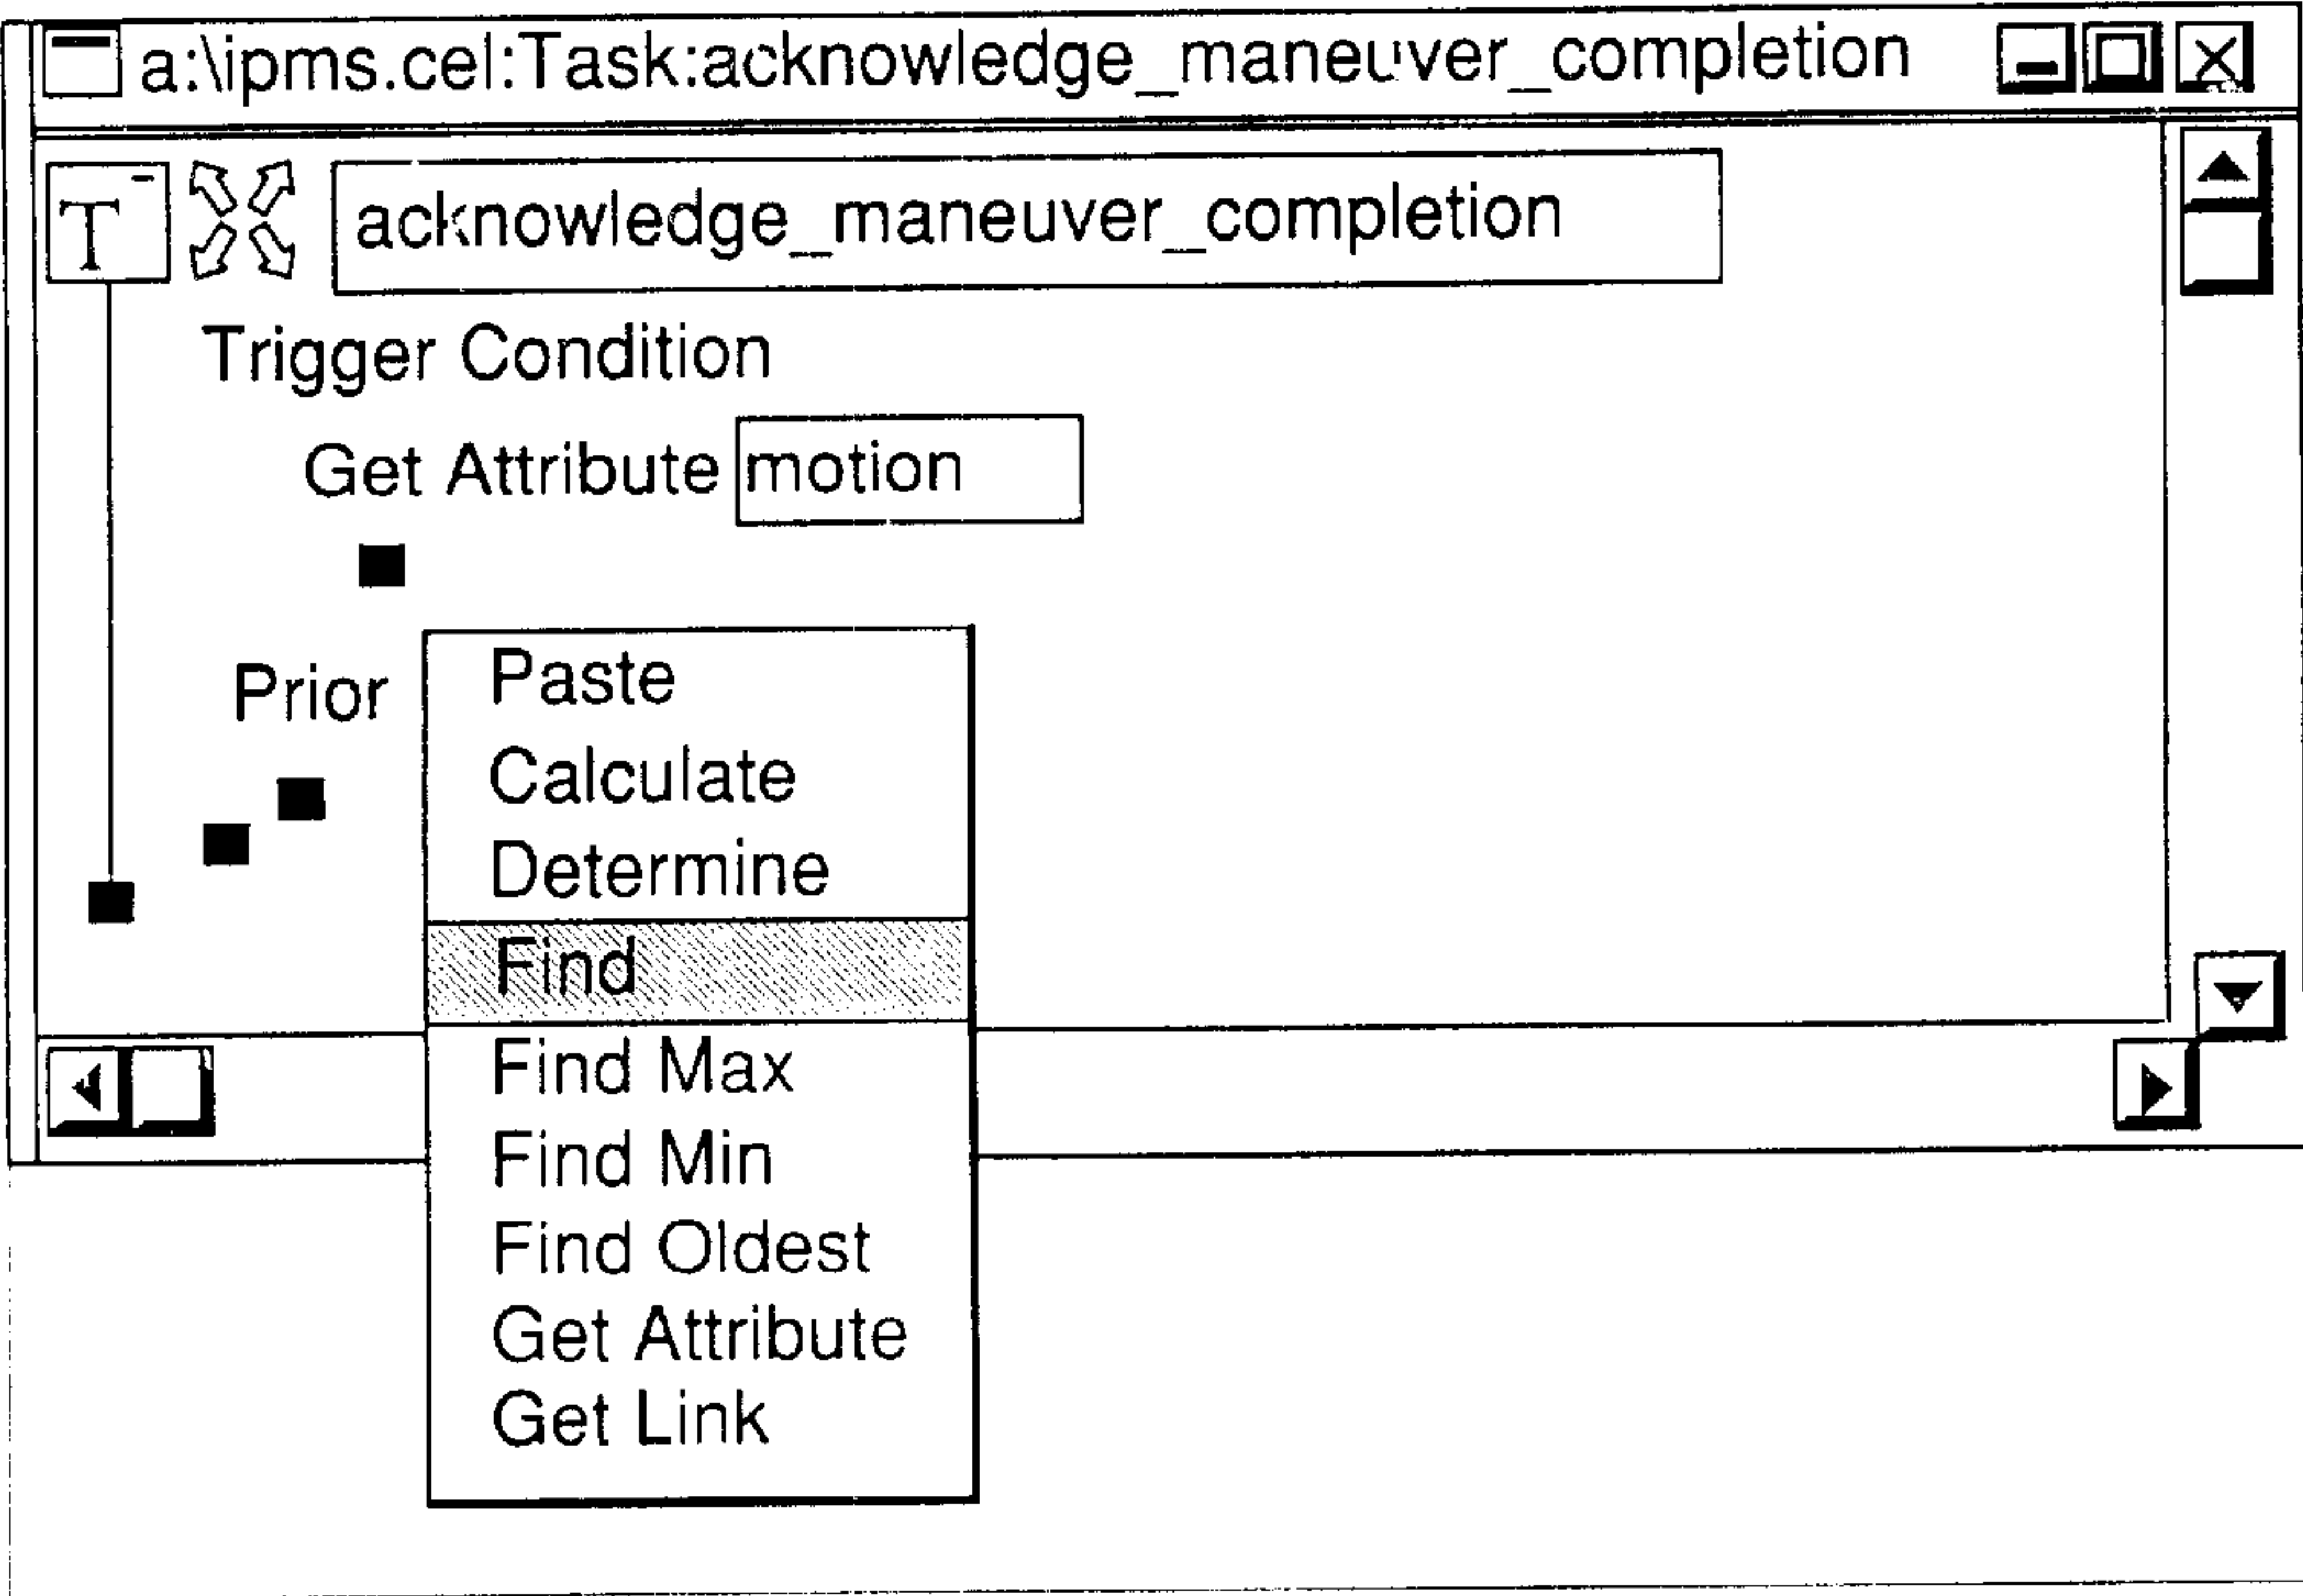 a:\ipms.cel:Task:acknowledge_maneuver_completion
T acknowledge_maneuver_completion
Trigger Condition
Get Attribute motion
Prior
Paste
Calculate
Determine
Find
Find Max
Find Min
Find Oldest
Get Attribute
Get Link